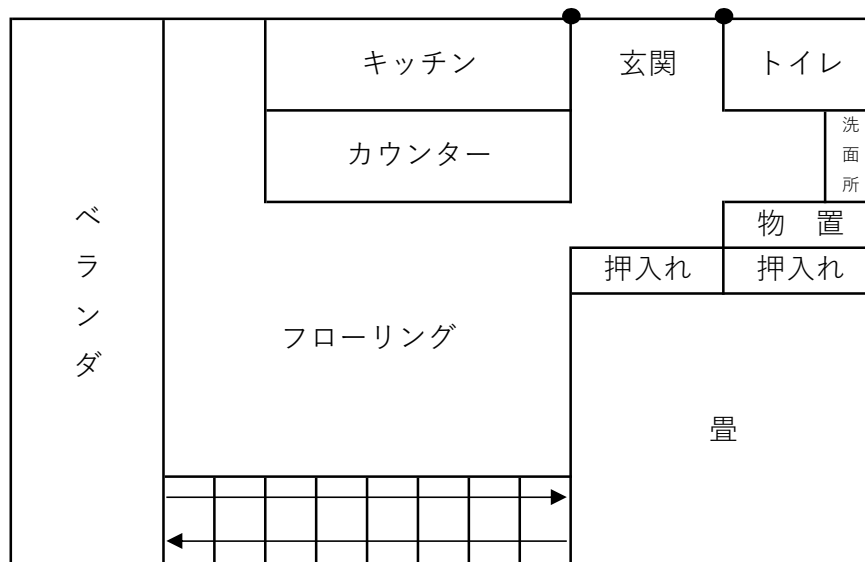 キッチン
玄関
トイレ
カウンター
洗面所
物　置
押入れ
押入れ
ベランダ
フローリング
畳